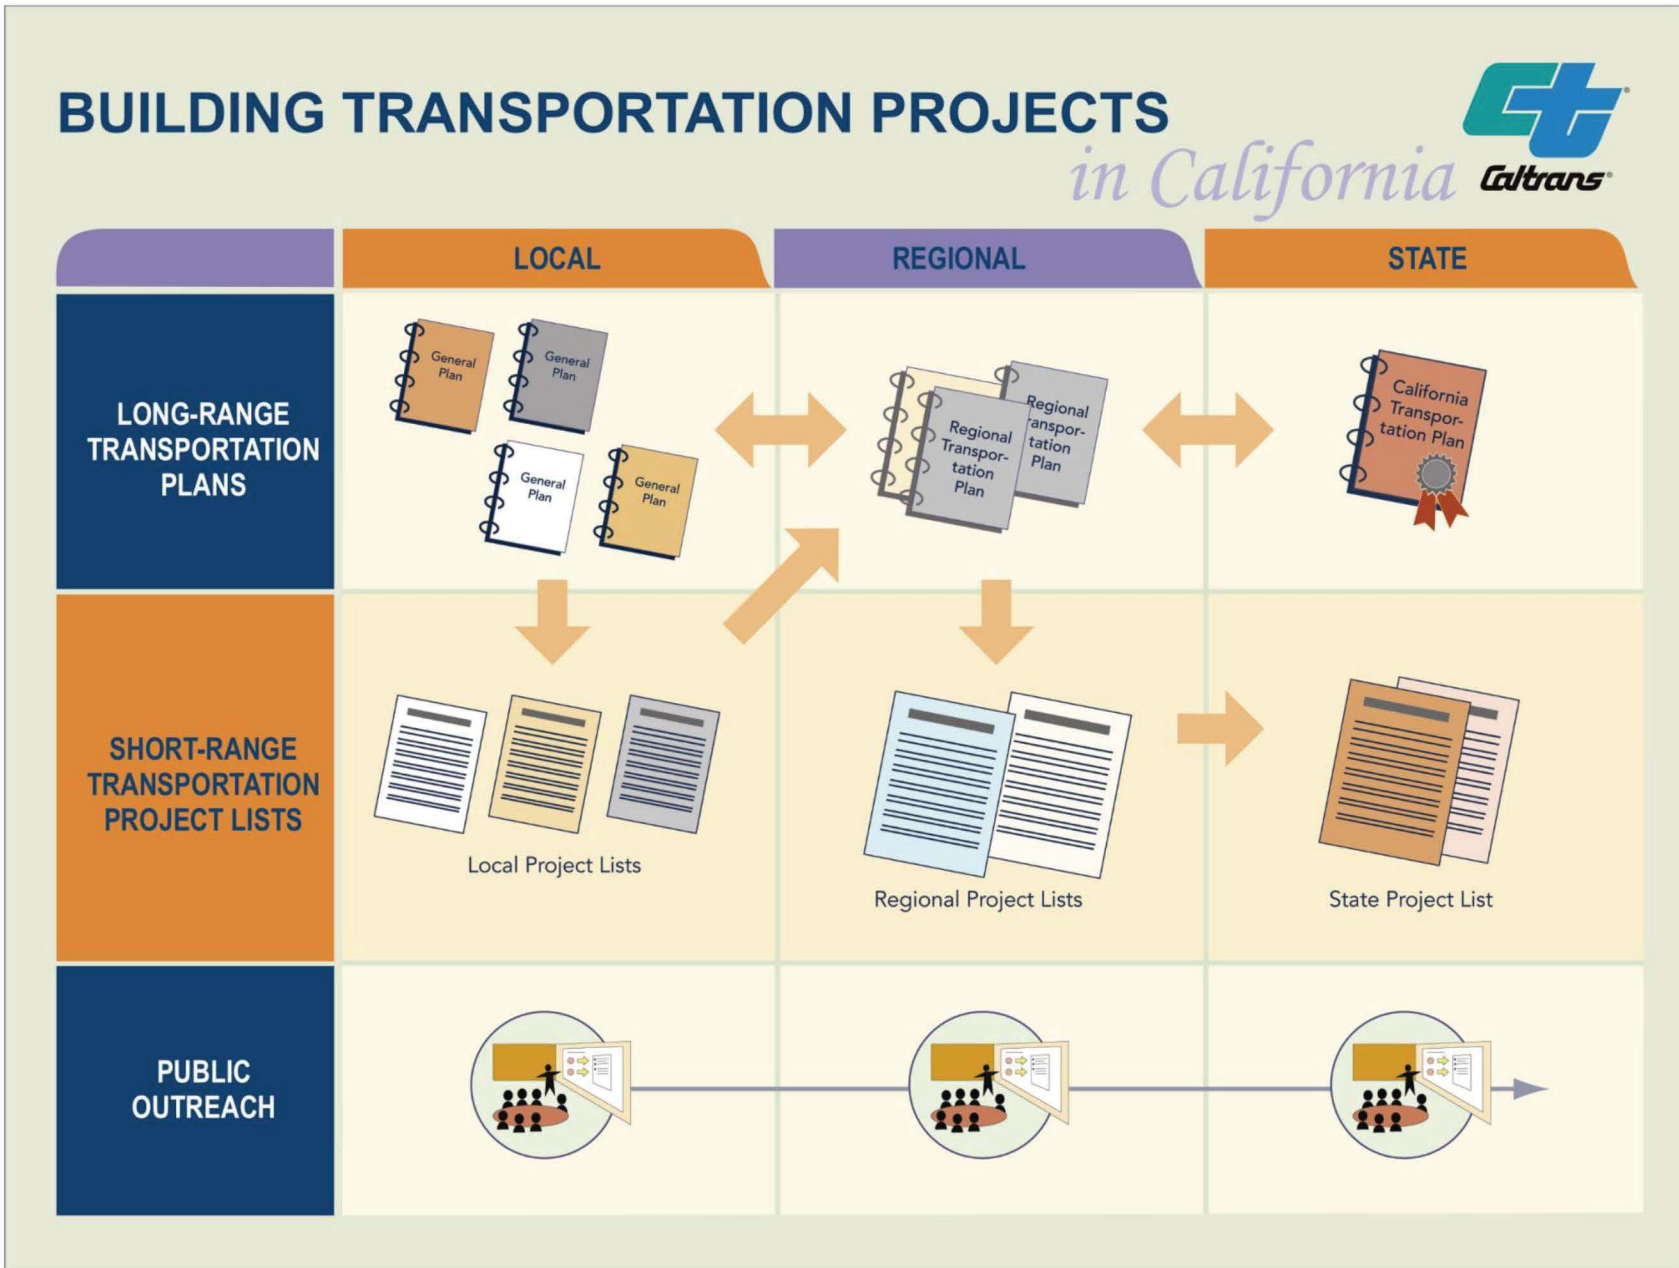 BUILDING TRANSPORTATION PROJECTS
in California
Caltrans
LOCAL
REGIONAL
STATE
LONG-RANGE
TRANSPORTATION
PLANS
General
Plan
General
Plan
General
Plan
General
Plan
Regional
Transpor-
tation
Plan
Regional
ranspor-
tation
Plan
California
Transpor-
tation Plan
SHORT-RANGE
TRANSPORTATION
PROJECT LISTS
Local Project Lists
Regional Project Lists
State Project List
PUBLIC
OUTREACH